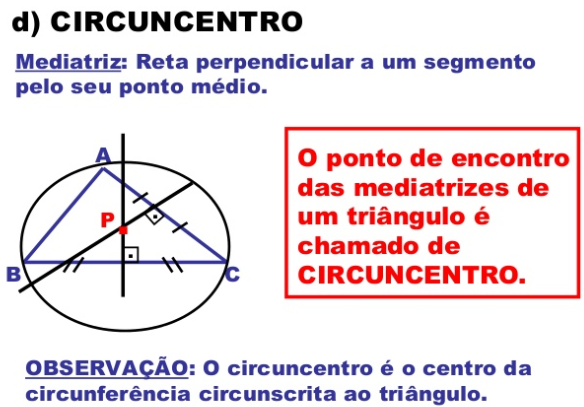 d) CIRCUNCENTRO
Mediatriz: Reta perpendicular a um segmento
pelo seu ponto médio.
A
P
B
C
O ponto de encontro
das mediatrizes de
um triângulo é
chamado de
CIRCUNCENTRO.
OBSERVAÇÃO: O circuncentro é o centro da
circunferência circunscrita ao triângulo.